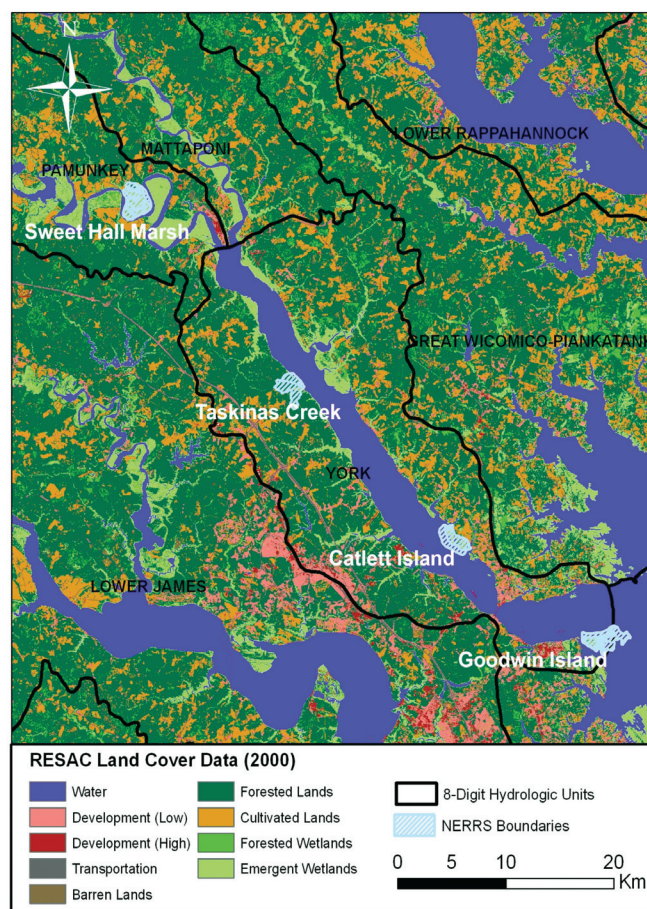 N
LOWER RAPPAHANNOCK
MATTAPONI
PAMUNKEY
Sweet Hall Marsh
GREAT WICOMICO-PIANKATANK
Taskinas Creek
YORK
Catlett Island
LOWER JAMES
Goodwin Island
RESAC Land Cover Data (2000)
Water
Development (Low)
Development (High)
Transportation
Barren Lands
Forested Lands
Cultivated Lands
Forested Wetlands
Emergent Wetlands
8-Digit Hydrologic Units
NERRS Boundaries
0 5 10 20
Km